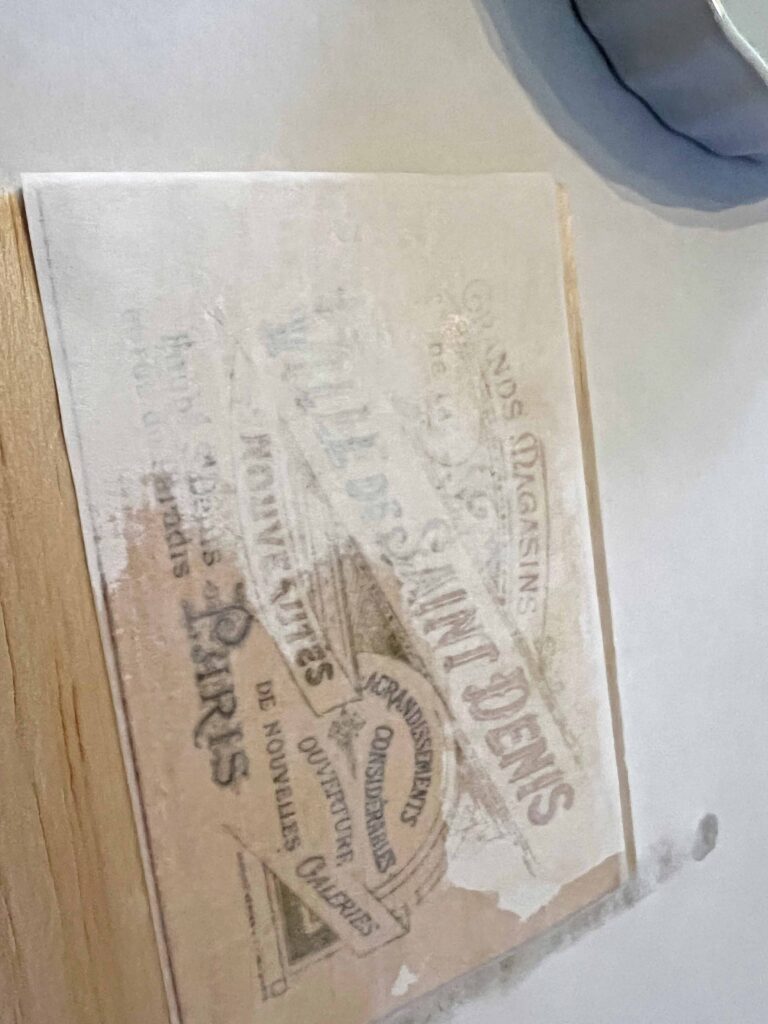 GRANDS MAGASINS
DE LA
VILLE DE SAINT DENIS
NOUVEAUTÉS
AGRANDISSEMENTS
CONSIDÉRABLES
OUVERTURE
DE NOUVELLES GALERIES
PARIS